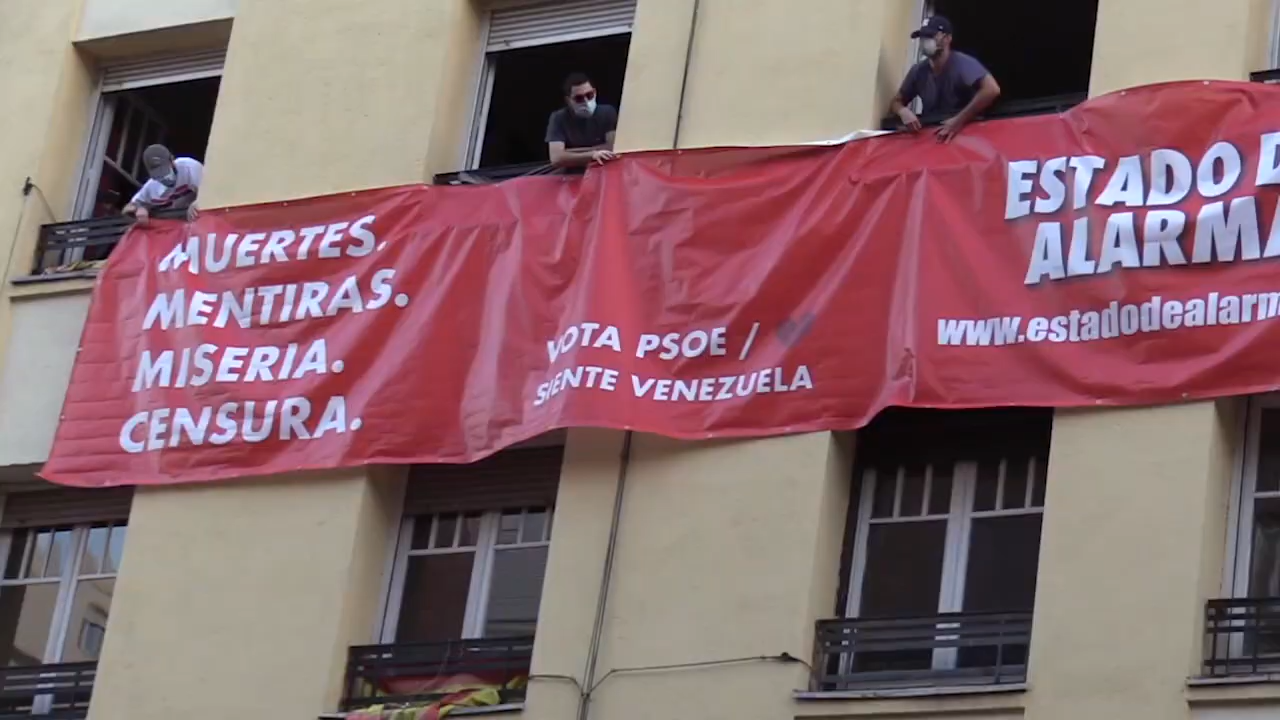 MUERTES.
MENTIRAS.
MISERIA.
CENSURA.
VOTA PSOE /
SIENTE VENEZUELA
ESTADO D
ALARMA
www.estadodealarm